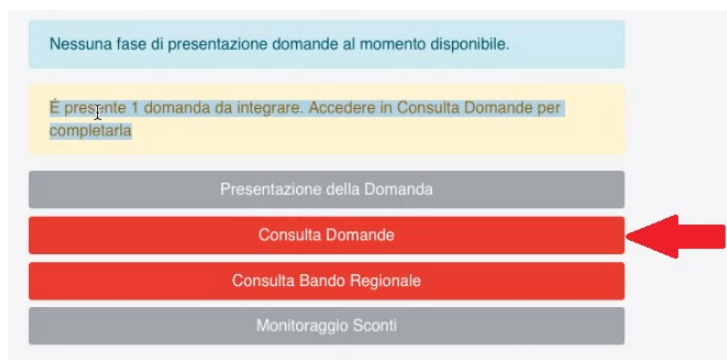 Nessuna fase di presentazione domande al momento disponibile.
É presente 1 domanda da integrare. Accedere in Consulta Domande per
completarla
Presentazione della Domanda
Consulta Domande
Consulta Bando Regionale
Monitoraggio Sconti